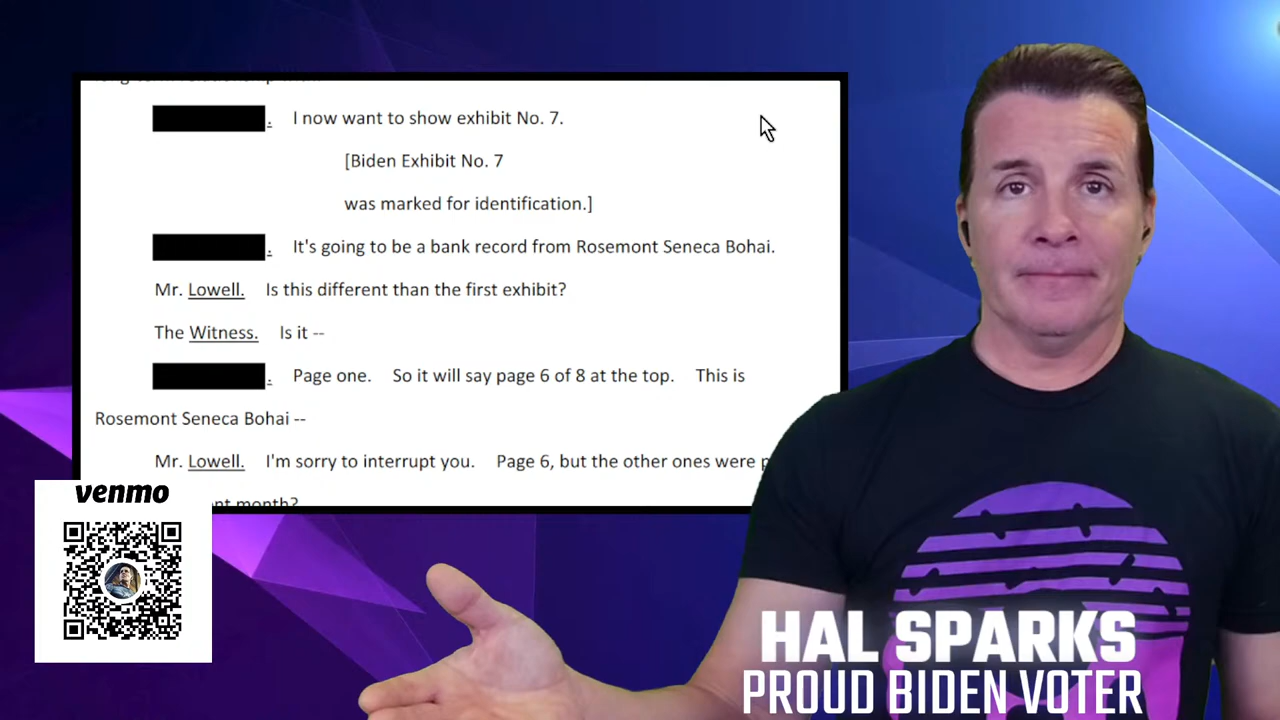 . I now want to show exhibit No. 7.
[Biden Exhibit No. 7
was marked for identification.]
. It's going to be a bank record from Rosemont Seneca Bohai.
Mr. Lowell. Is this different than the first exhibit?
The Witness. Is it --
. Page one. So it will say page 6 of 8 at the top. This is
Rosemont Seneca Bohai --
Mr. Lowell. I'm sorry to interrupt you. Page 6, but the other ones were
month?
venmo
HAL SPARKS
PROUD BIDEN VOTER